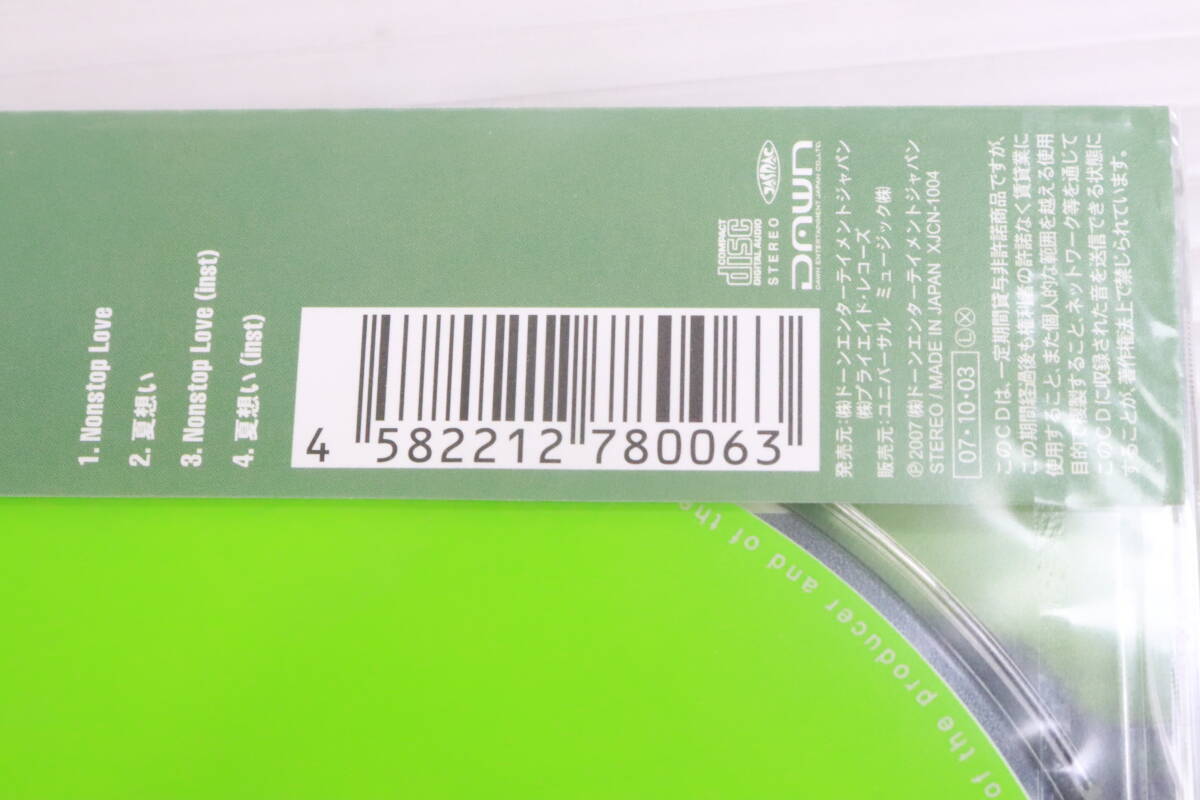 1. Nonstop Love
2. 夏想い
3. Nonstop Love (inst)
4. 夏想い (inst)
4 582212 780063
COMPACT
disc
DIGITAL AUDIO
STEREO
JASRAC
DAWN
DAWN ENTERTAINMENT JAPAN CO.,LTD.
発売元:㈱ドーンエンターテイメントジャパン
㈱ブライエイド・レコーズ
販売元:ユニバーサル ミュージック㈱
Ⓟ2007㈱ドーンエンターテイメントジャパン
STEREO / MADE IN JAPAN XJCN-1004
07・10・03 Ⓛ Ⓧ
このCDは、一定期間貸与非許諾商品ですが、
この期間経過後も権利者の許諾なく賃貸業に
使用すること、また個人的な範囲を越える使用
目的で複製すること、ネットワーク等を通じて
このCDに収録された音を送信できる状態に
することが、著作権法上で禁じられています。
of the producer and of the